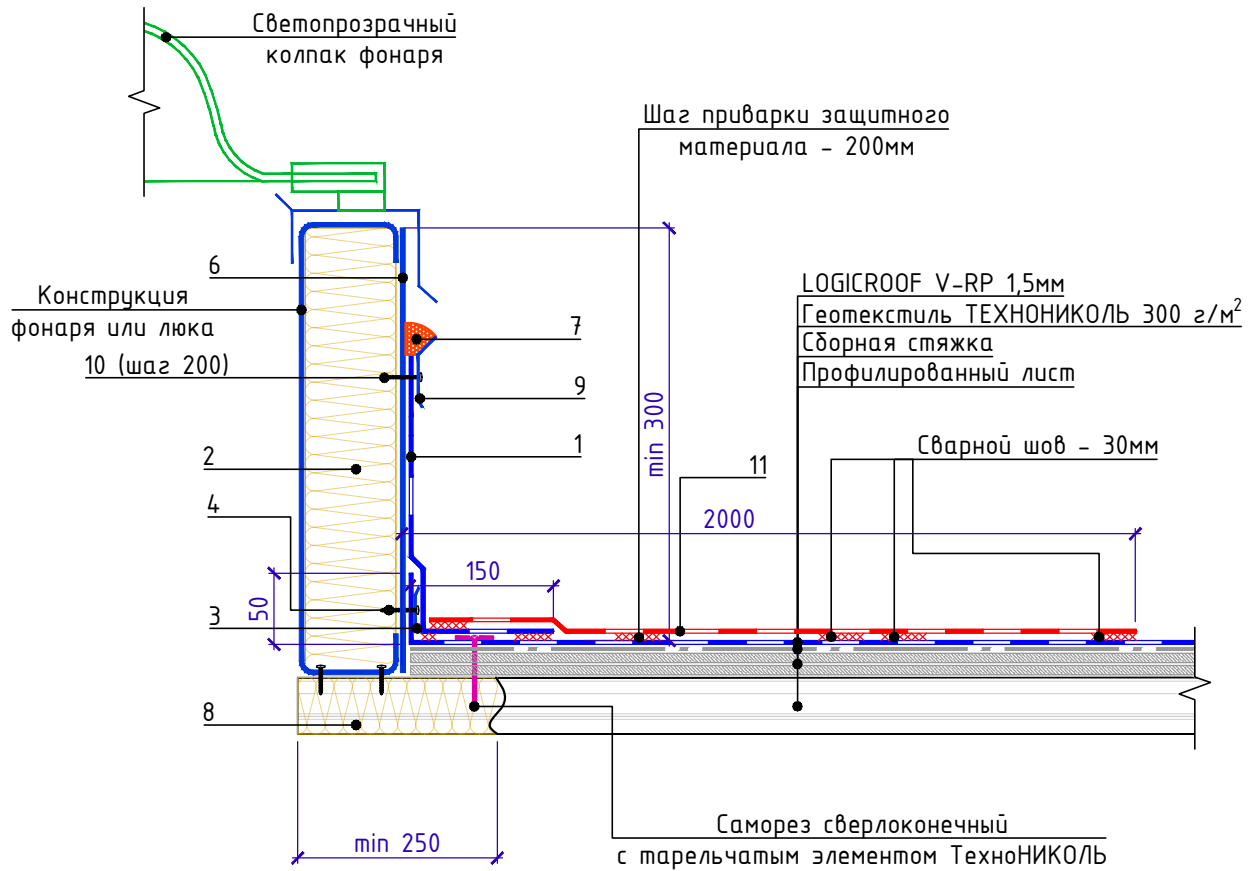 Светопрозрачный
колпак фонаря
Шаг приварки защитного
материала - 200мм
6
Конструкция
фонаря или люка
7
10 (шаг 200)
9
LOGICROOF V-RP 1,5мм
Геотекстиль ТЕХНОНИКОЛЬ 300 г/м²
Сборная стяжка
Профилированный лист
min 300
2
1
11
Сварной шов - 30мм
4
2000
150
50
3
8
min 250
Саморез сверлоконечный
с тарельчатым элементом ТехноНИКОЛЬ